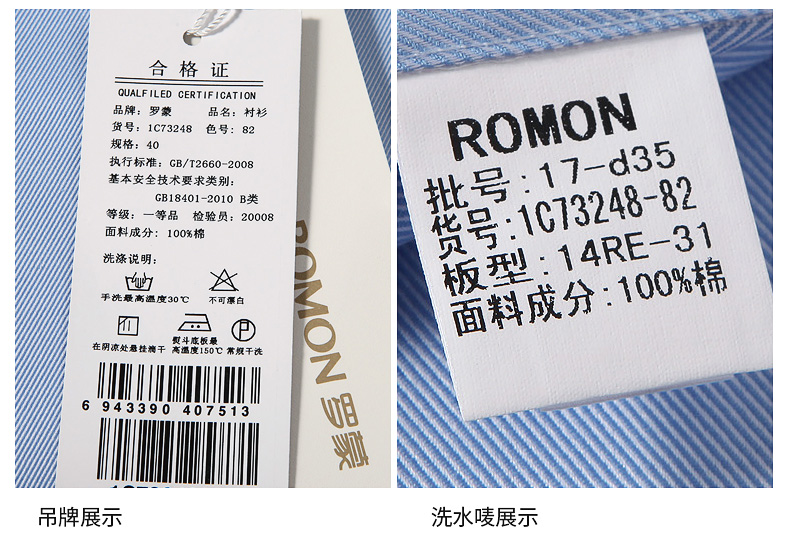 合格证
QUALFILED CERTIFICATION
品牌：罗蒙 品名：衬衫
货号：1C73248 色号：82
规格：40
执行标准：GB/T2660-2008
基本安全技术要求类别：
GB18401-2010 B类
等级：一等品 检验员：20008
面料成分：100%棉
洗涤说明：
手洗最高温度30℃ 不可漂白
在阴凉处悬挂滴干 熨斗底板最高温度150℃ 常规干洗
P
6 943390 407513
ROMON 罗蒙
吊牌展示
ROMON
批号:17-d35
货号:1C73248-82
板型:14RE-31
面料成分:100%棉
洗水唛展示